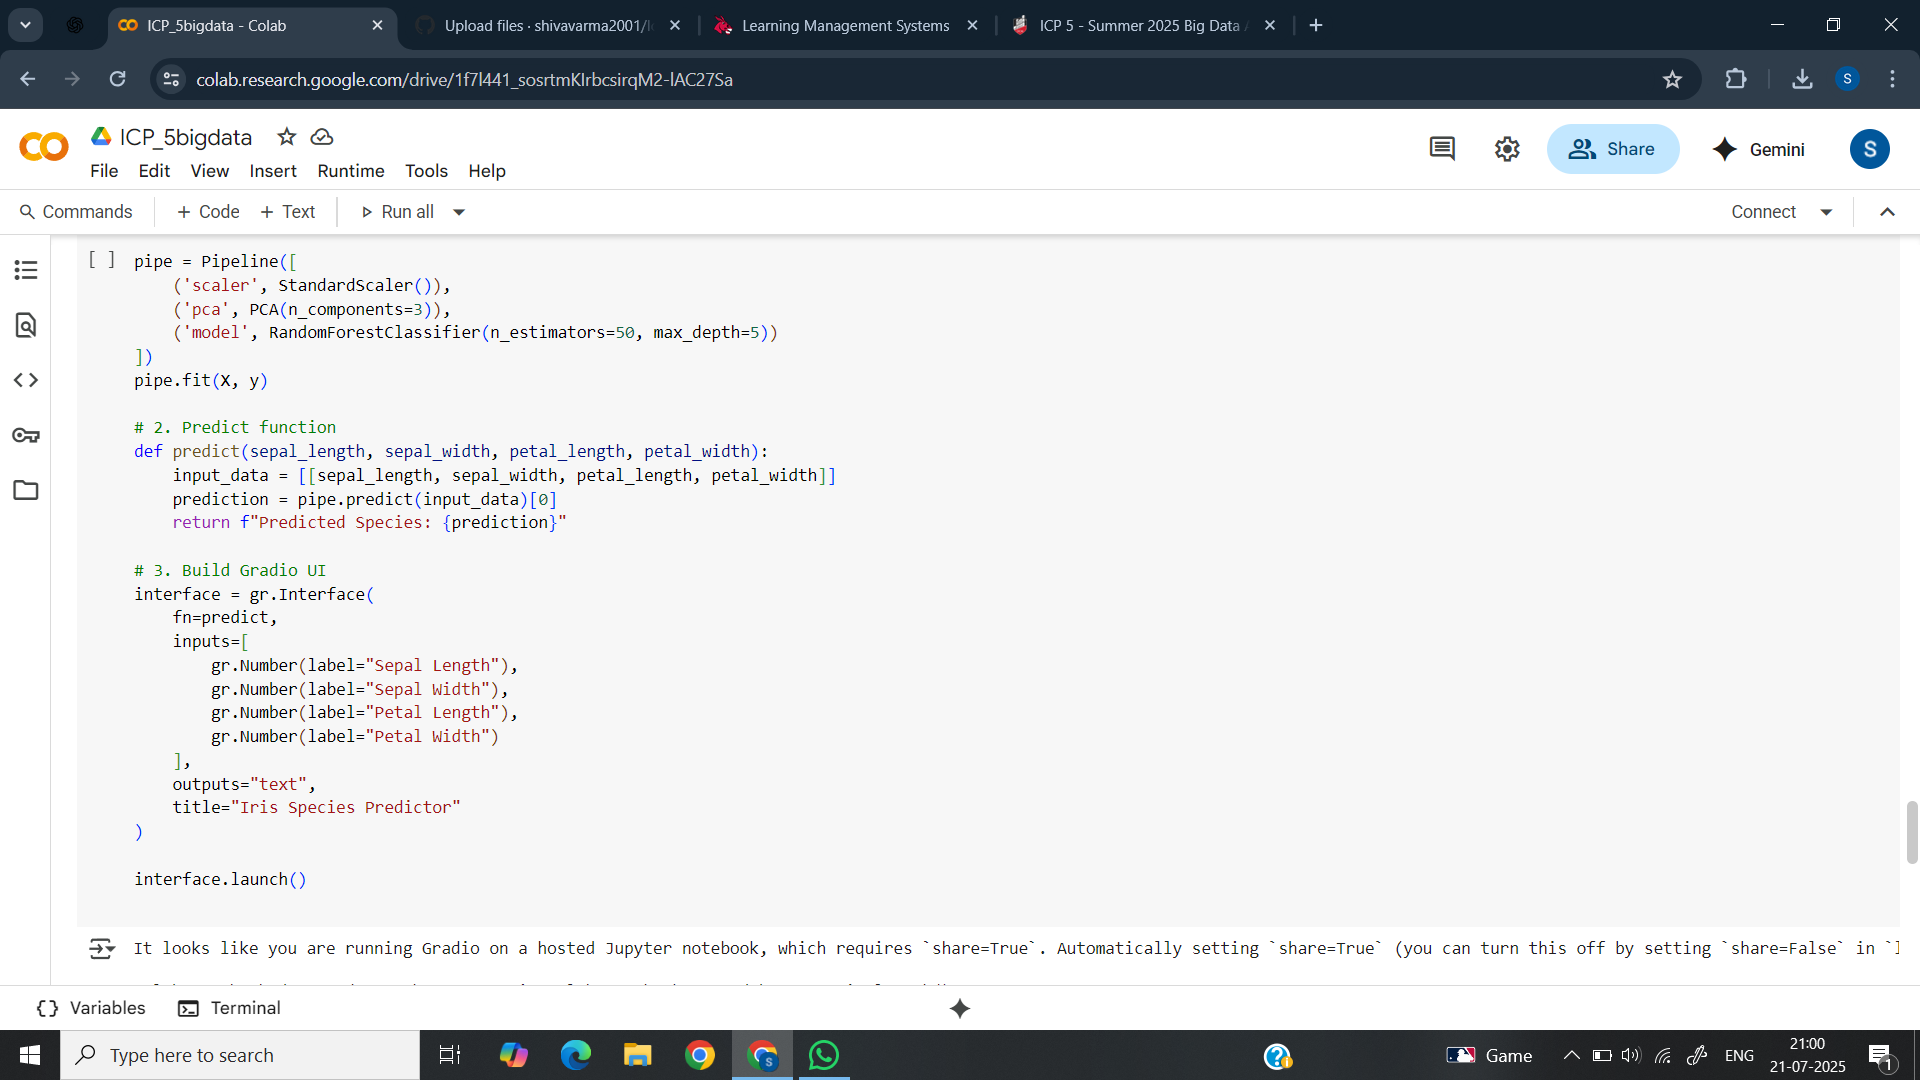 ICP_5bigdata - Colab
Upload files · shivavarma2001/
Learning Management Systems
ICP 5 - Summer 2025 Big Data
colab.research.google.com/drive/1f7l441_sosrtmKIrbcsirqM2-lAC27Sa
S
ICP_5bigdata
File Edit View Insert Runtime Tools Help
Share
Gemini
S
Commands + Code + Text Run all
Connect
[ ] pipe = Pipeline([
('scaler', StandardScaler()),
('pca', PCA(n_components=3)),
('model', RandomForestClassifier(n_estimators=50, max_depth=5))
])
pipe.fit(X, y)
# 2. Predict function
def predict(sepal_length, sepal_width, petal_length, petal_width):
input_data = [[sepal_length, sepal_width, petal_length, petal_width]]
prediction = pipe.predict(input_data)[0]
return f"Predicted Species: {prediction}"
# 3. Build Gradio UI
interface = gr.Interface(
fn=predict,
inputs=[
gr.Number(label="Sepal Length"),
gr.Number(label="Sepal Width"),
gr.Number(label="Petal Length"),
gr.Number(label="Petal Width")
],
outputs="text",
title="Iris Species Predictor"
)
interface.launch()
It looks like you are running Gradio on a hosted Jupyter notebook, which requires `share=True`. Automatically setting `share=True` (you can turn this off by setting `share=False` in `
{} Variables Terminal
Type here to search
Game
ENG
21:00
21-07-2025
1